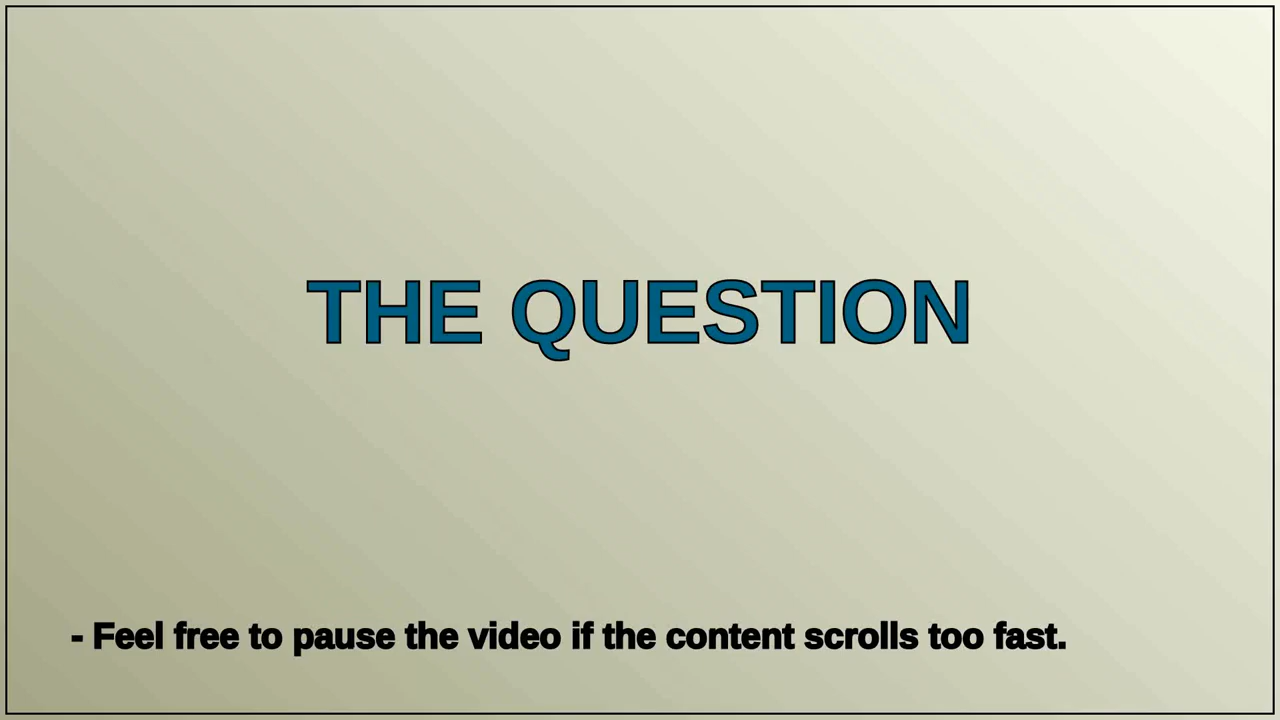 THE QUESTION
- Feel free to pause the video if the content scrolls too fast.